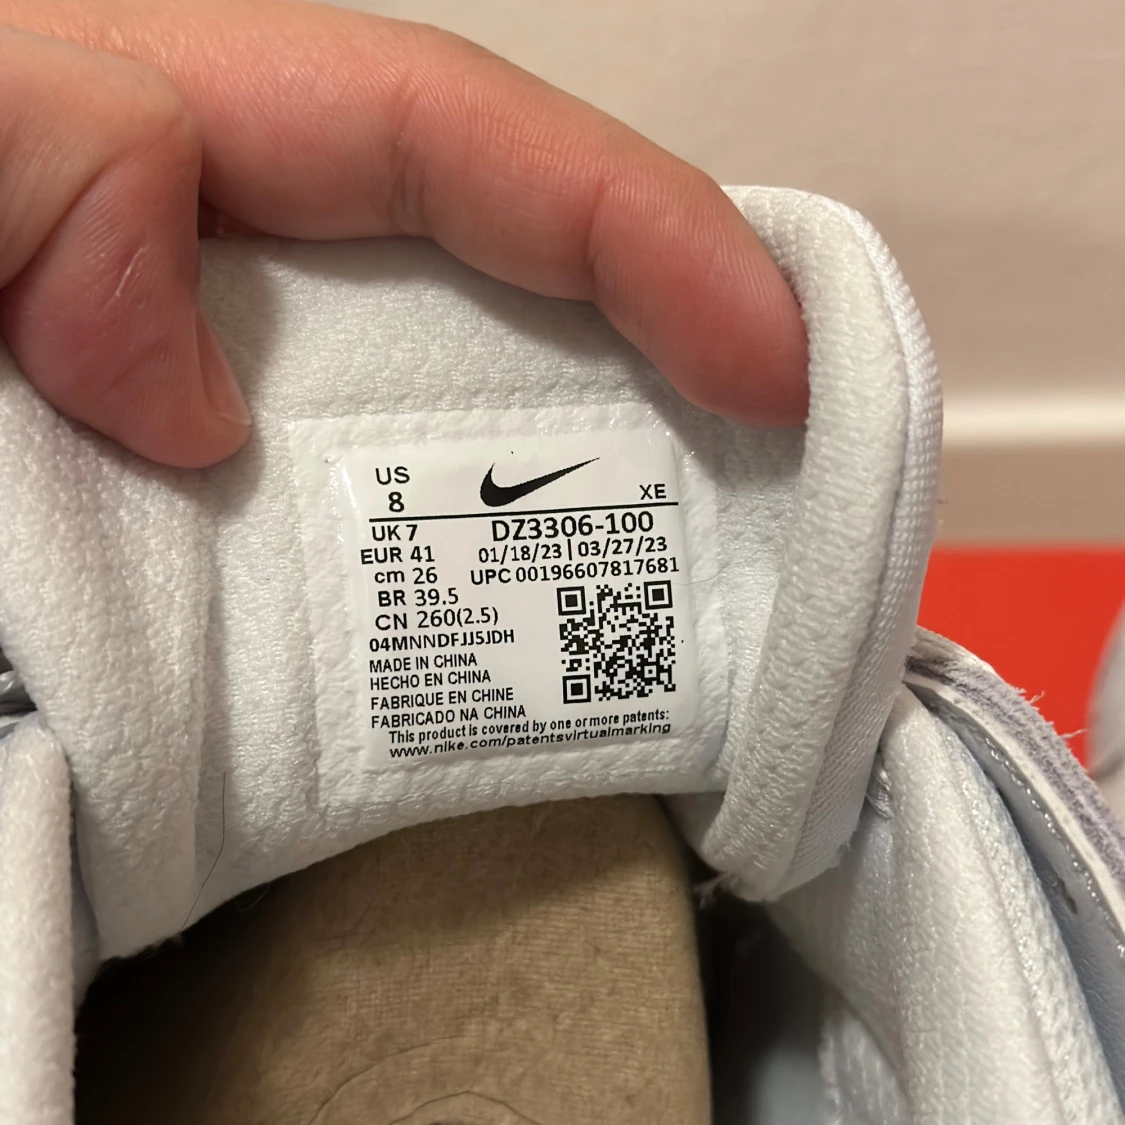 US
8
XE
UK 7
DZ3306-100
EUR 41
01/18/23 | 03/27/23
cm 26
UPC 00196607817681
BR 39.5
CN 260(2.5)
04MNNDFJJ5JDH
MADE IN CHINA
HECHO EN CHINA
FABRIQUE EN CHINE
FABRICADO NA CHINA
This product is covered by one or more patents:
www.nike.com/patentsvirtualmarking